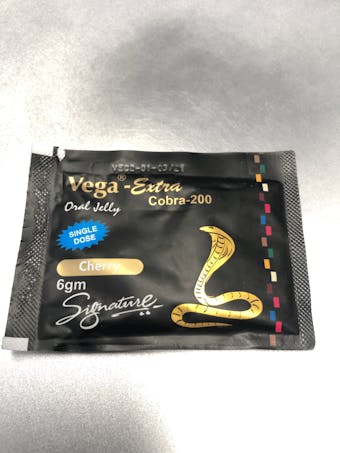 Vega®-Extra
Cobra-200
Oral Jelly
SINGLE
DOSE
Cherry
6gm
Signature